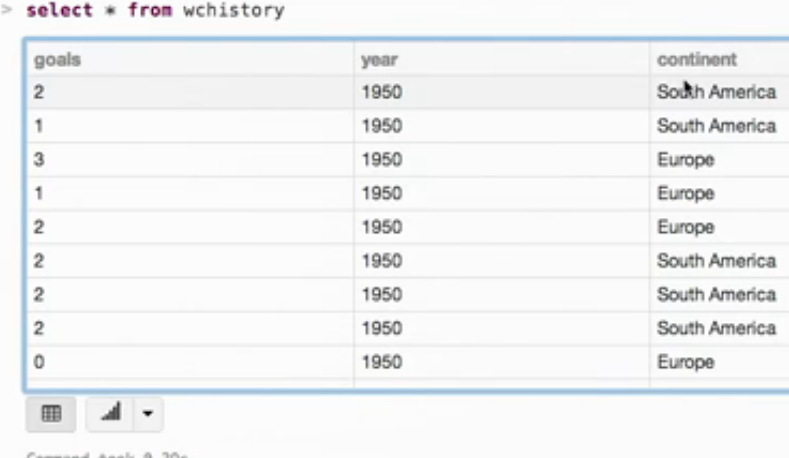 > select * from wchistory
goals year continent
2 1950 South America
1 1950 South America
3 1950 Europe
1 1950 Europe
2 1950 Europe
2 1950 South America
2 1950 South America
2 1950 South America
0 1950 Europe